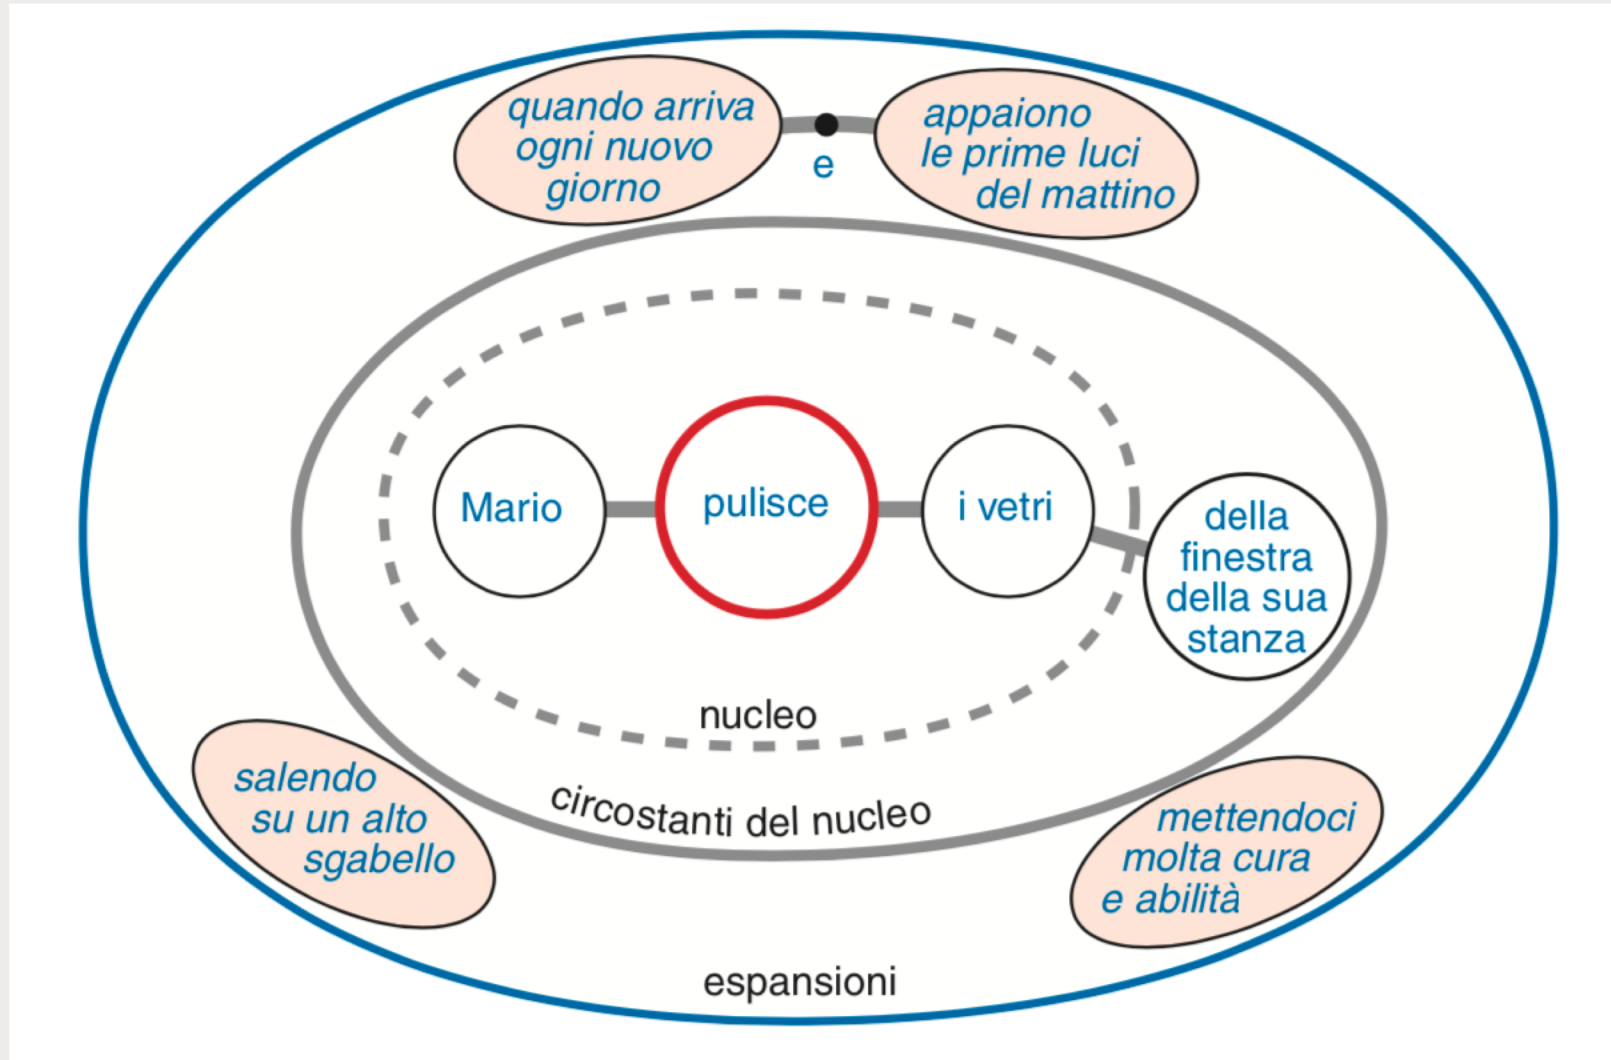 quando arriva
ogni nuovo
giorno
e
appaiono
le prime luci
del mattino
Mario
pulisce
i vetri
della
finestra
della sua
stanza
nucleo
circostanti del nucleo
salendo
su un alto
sgabello
mettendoci
molta cura
e abilità
espansioni